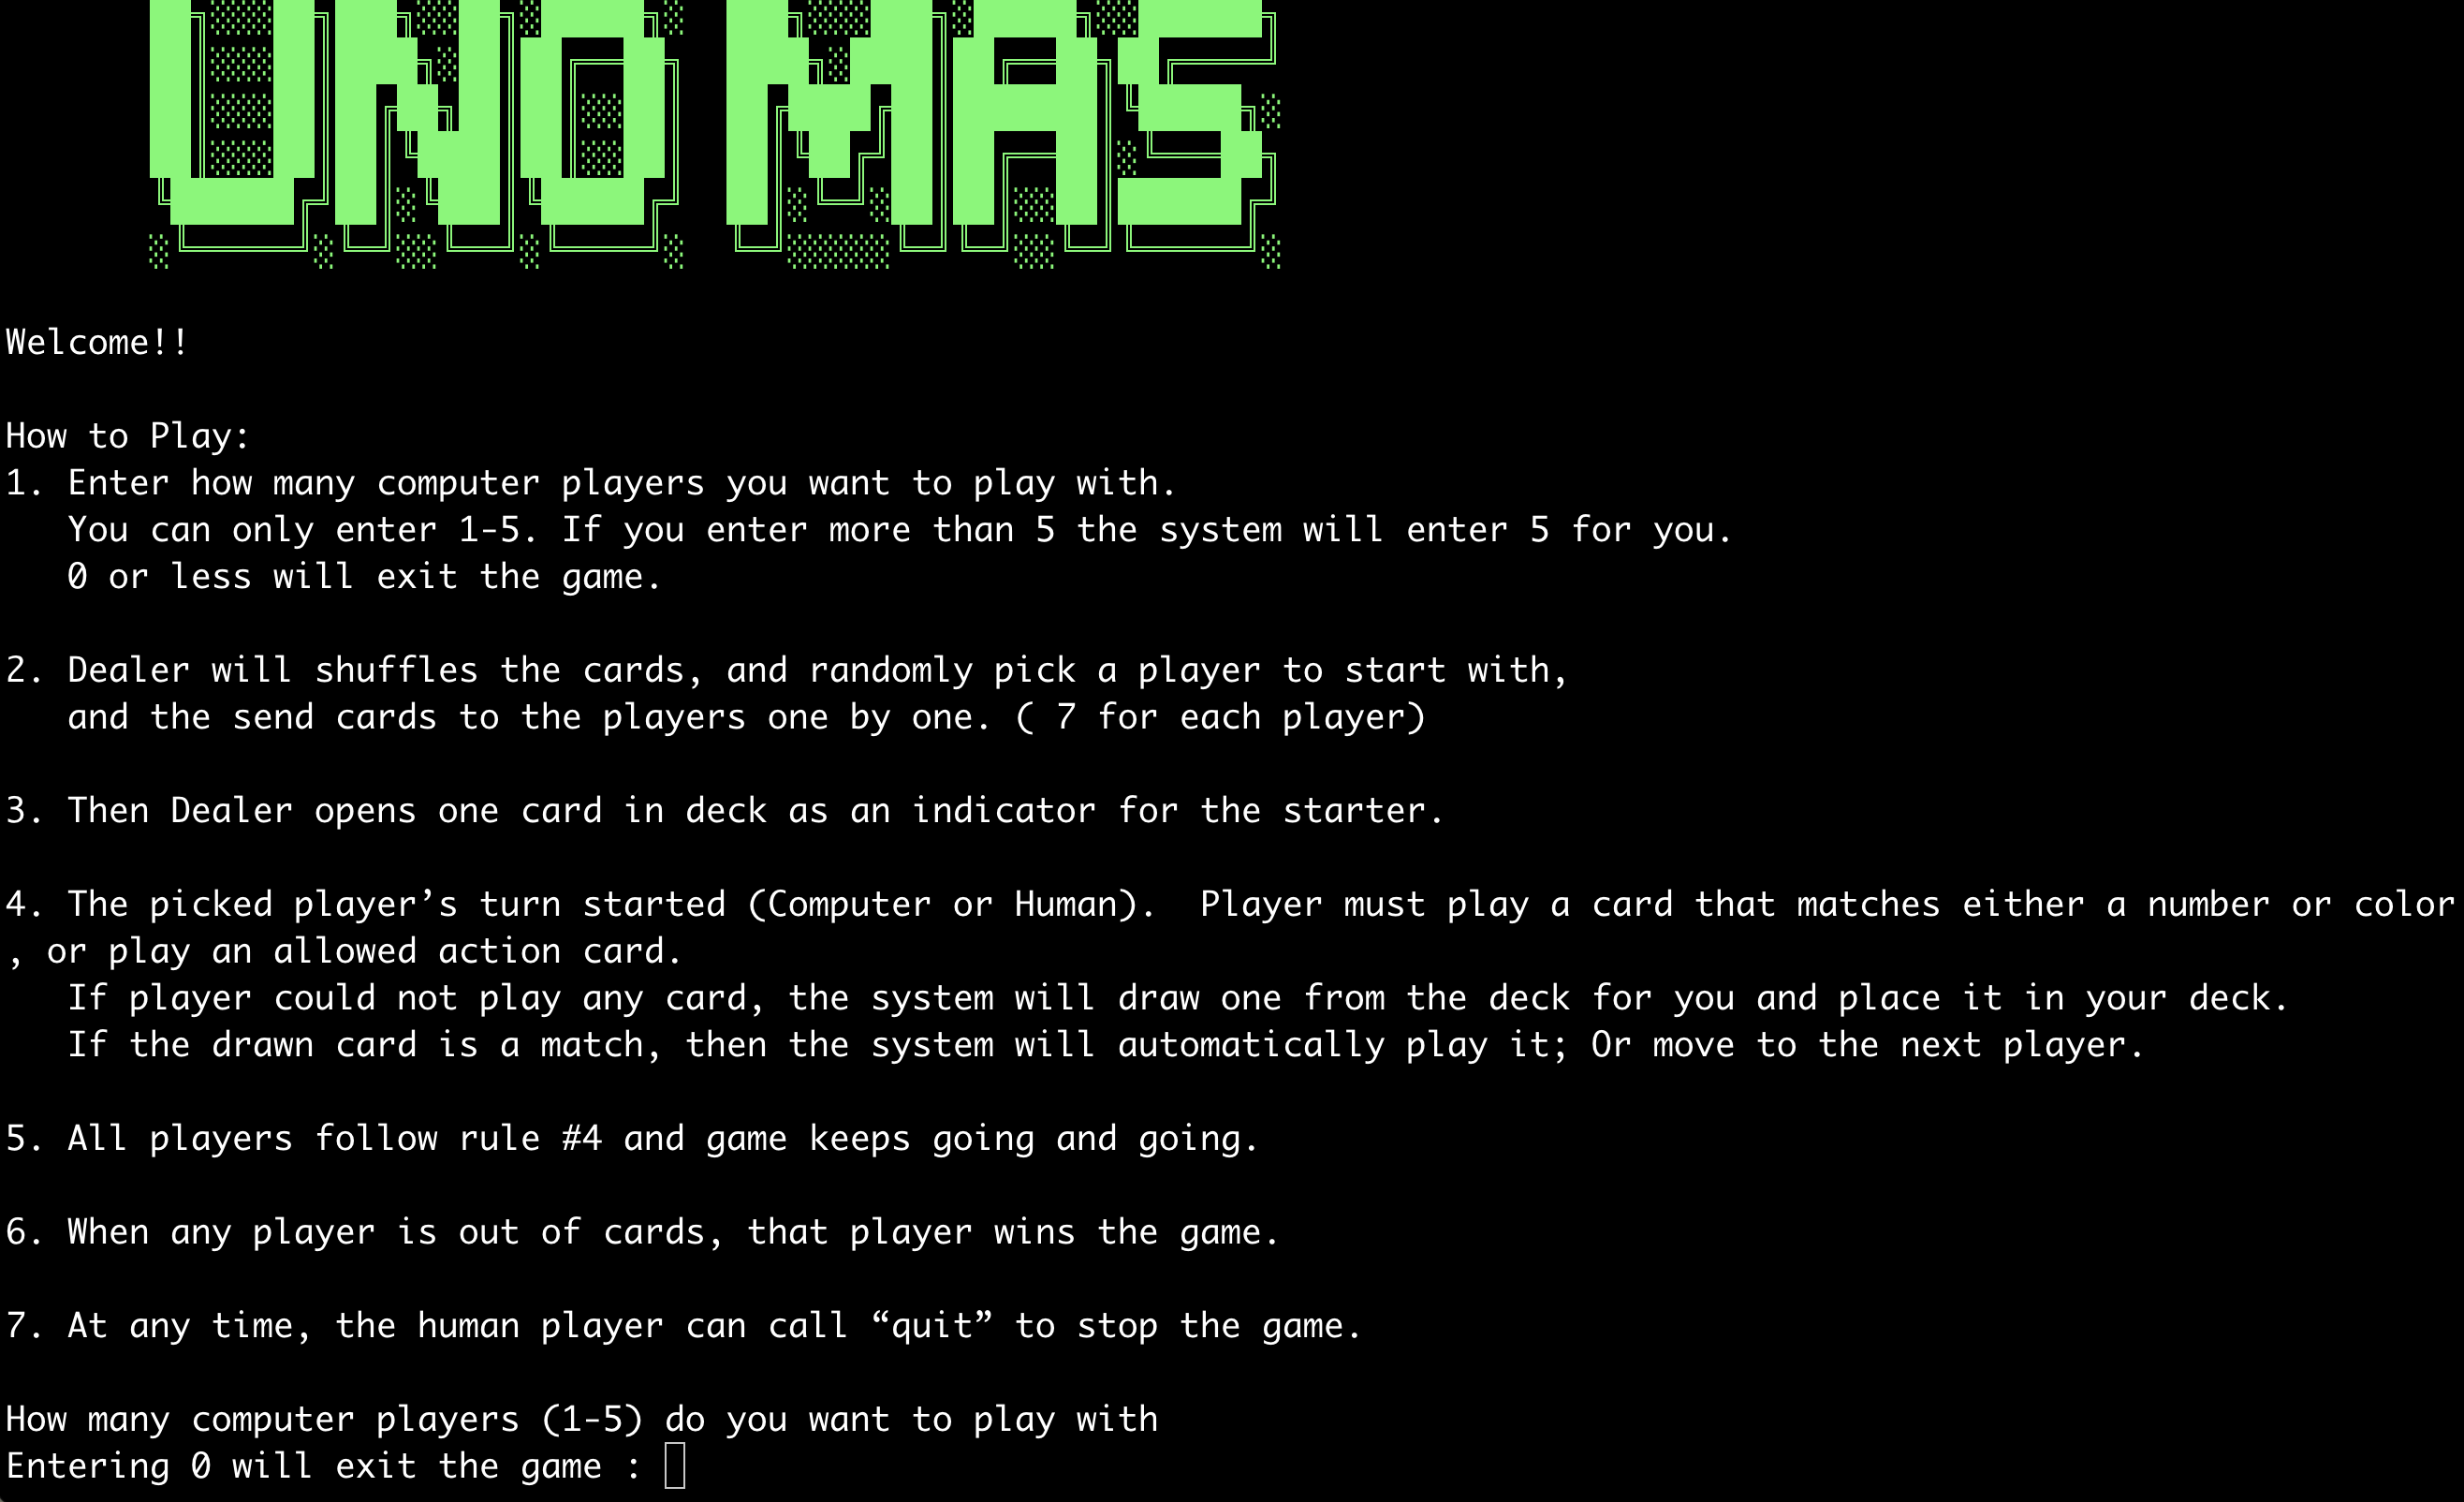 UNO MAS
Welcome!!
How to Play:
1. Enter how many computer players you want to play with.
You can only enter 1-5. If you enter more than 5 the system will enter 5 for you.
0 or less will exit the game.
2. Dealer will shuffles the cards, and randomly pick a player to start with,
and the send cards to the players one by one. ( 7 for each player)
3. Then Dealer opens one card in deck as an indicator for the starter.
4. The picked player’s turn started (Computer or Human).  Player must play a card that matches either a number or color
, or play an allowed action card.
If player could not play any card, the system will draw one from the deck for you and place it in your deck.
If the drawn card is a match, then the system will automatically play it; Or move to the next player.
5. All players follow rule #4 and game keeps going and going.
6. When any player is out of cards, that player wins the game.
7. At any time, the human player can call “quit” to stop the game.
How many computer players (1-5) do you want to play with
Entering 0 will exit the game :